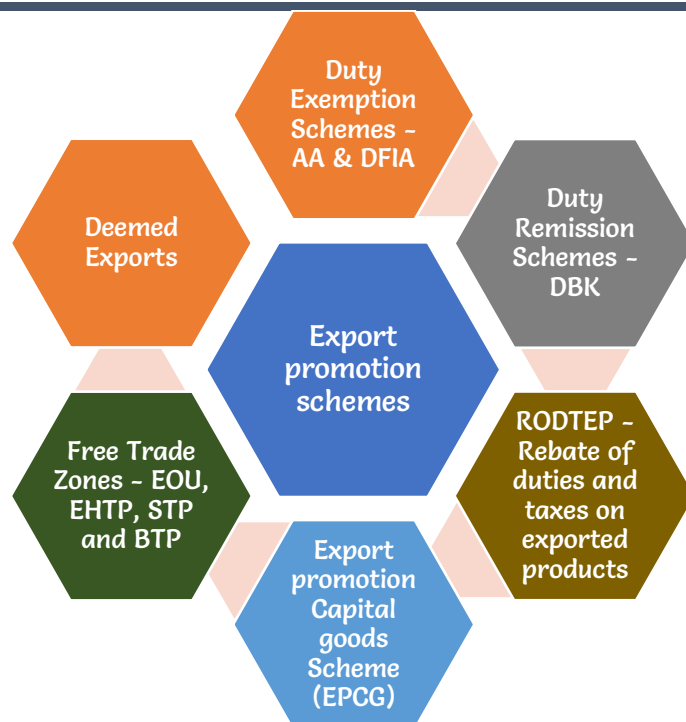 Duty
Exemption
Schemes -
AA & DFIA
Deemed
Exports
Duty
Remission
Schemes -
DBK
Export
promotion
schemes
Free Trade
Zones - EOU,
EHTP, STP
and BTP
RODTEP -
Rebate of
duties and
taxes on
exported
products
Export
promotion
Capital
goods
Scheme
(EPCG)